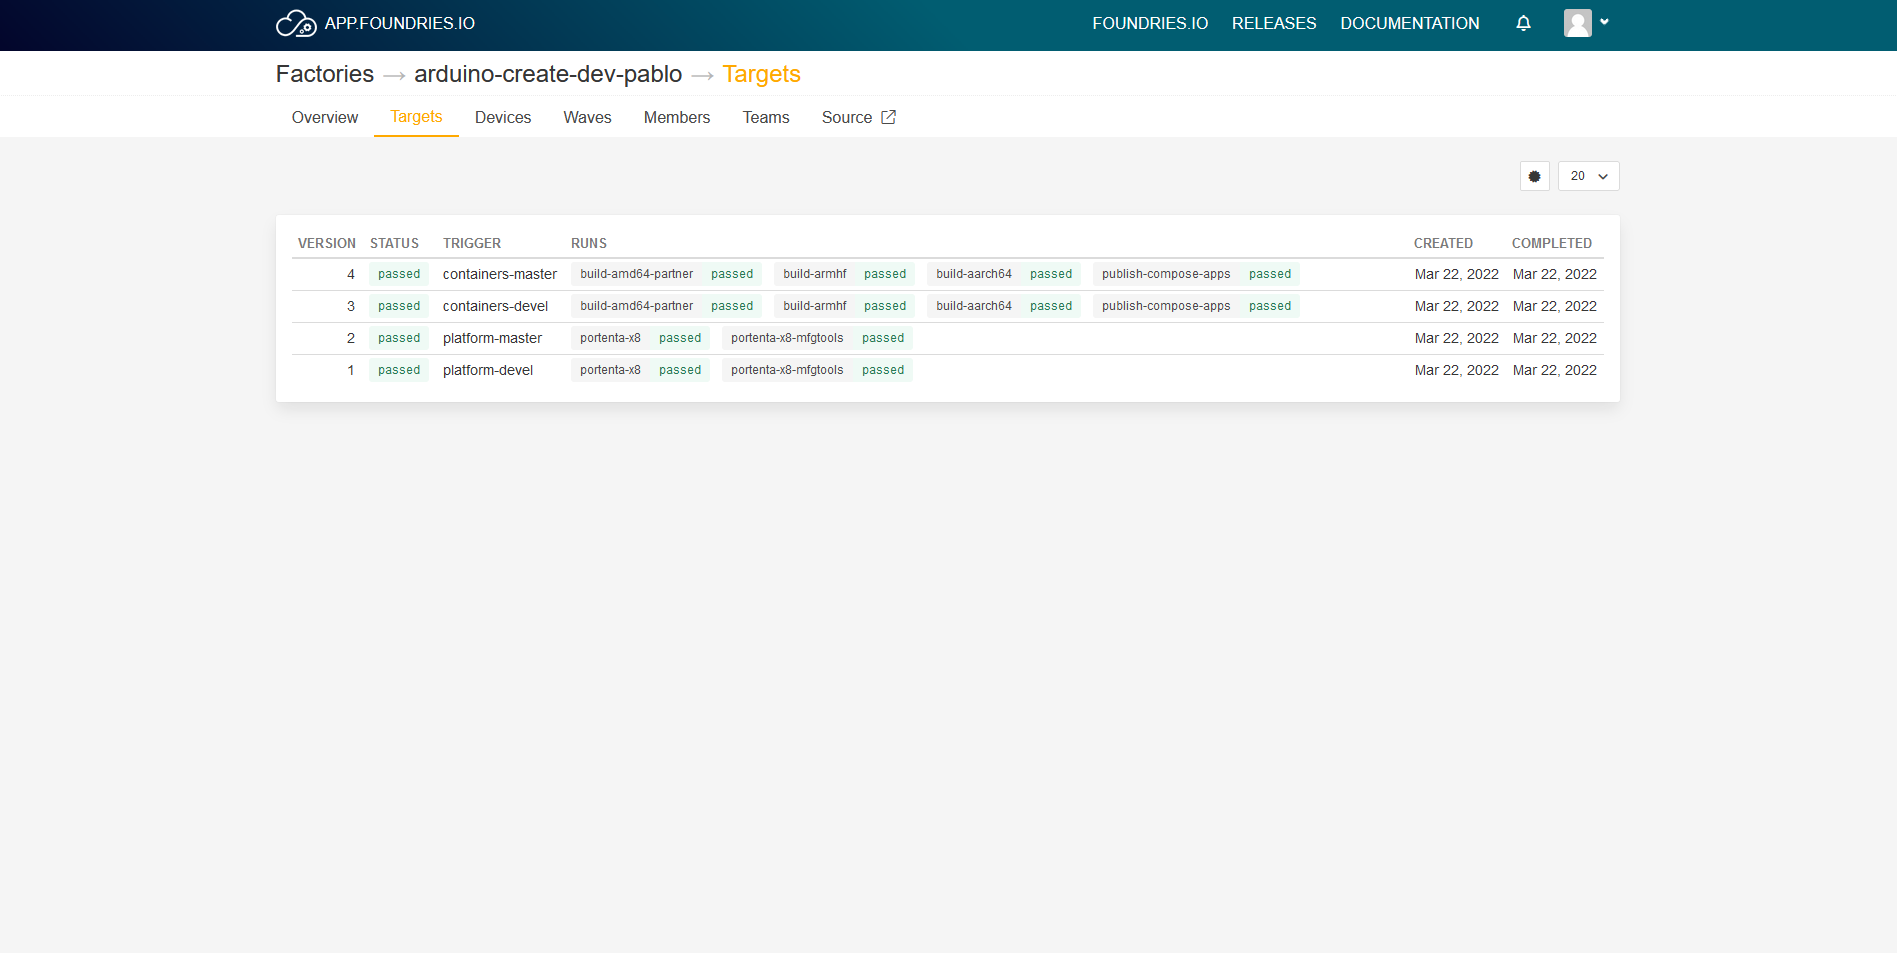 APP.FOUNDRIES.IO FOUNDRIES.IO RELEASES DOCUMENTATION
Factories → arduino-create-dev-pablo → Targets
Overview Targets Devices Waves Members Teams Source
20
VERSION STATUS TRIGGER RUNS CREATED COMPLETED
4 passed containers-master build-amd64-partner passed build-armhf passed build-aarch64 passed publish-compose-apps passed Mar 22, 2022 Mar 22, 2022
3 passed containers-devel build-amd64-partner passed build-armhf passed build-aarch64 passed publish-compose-apps passed Mar 22, 2022 Mar 22, 2022
2 passed platform-master portenta-x8 passed portenta-x8-mfgtools passed Mar 22, 2022 Mar 22, 2022
1 passed platform-devel portenta-x8 passed portenta-x8-mfgtools passed Mar 22, 2022 Mar 22, 2022